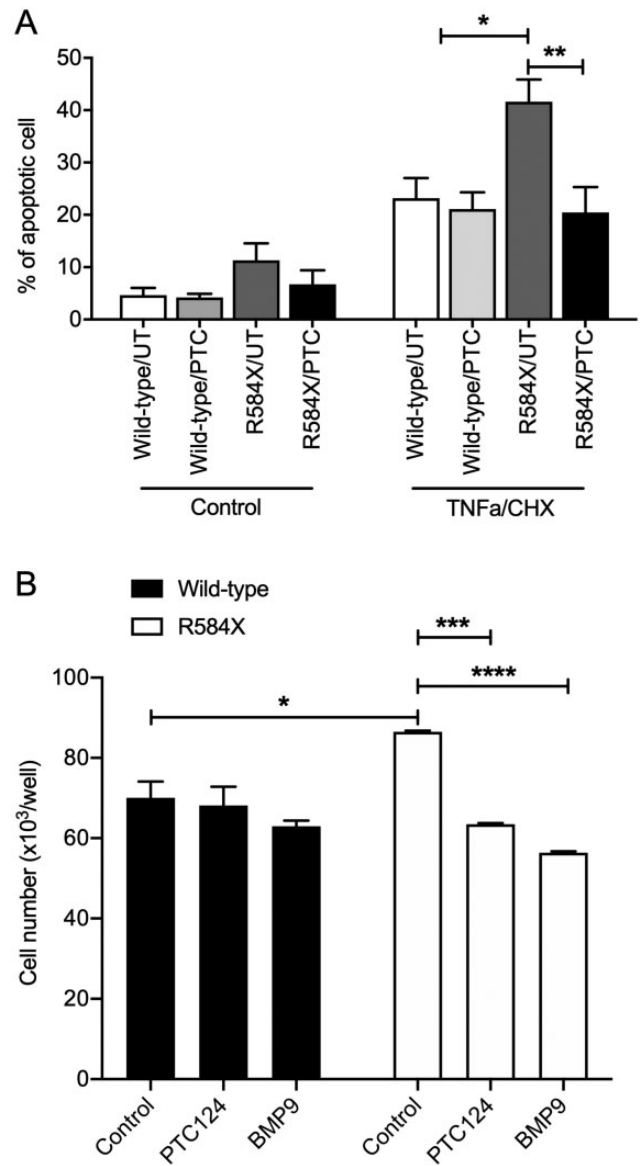 A
% of apoptotic cell
50
40
30
20
10
0
*
**
Wild-type/UT
Wild-type/PTC
R584X/UT
R584X/PTC
Wild-type/UT
Wild-type/PTC
R584X/UT
R584X/PTC
Control
TNFa/CHX
B
Wild-type
R584X
Cell number (x10³/well)
100
80
60
40
20
0
*
***
****
Control
PTC124
BMP9
Control
PTC124
BMP9